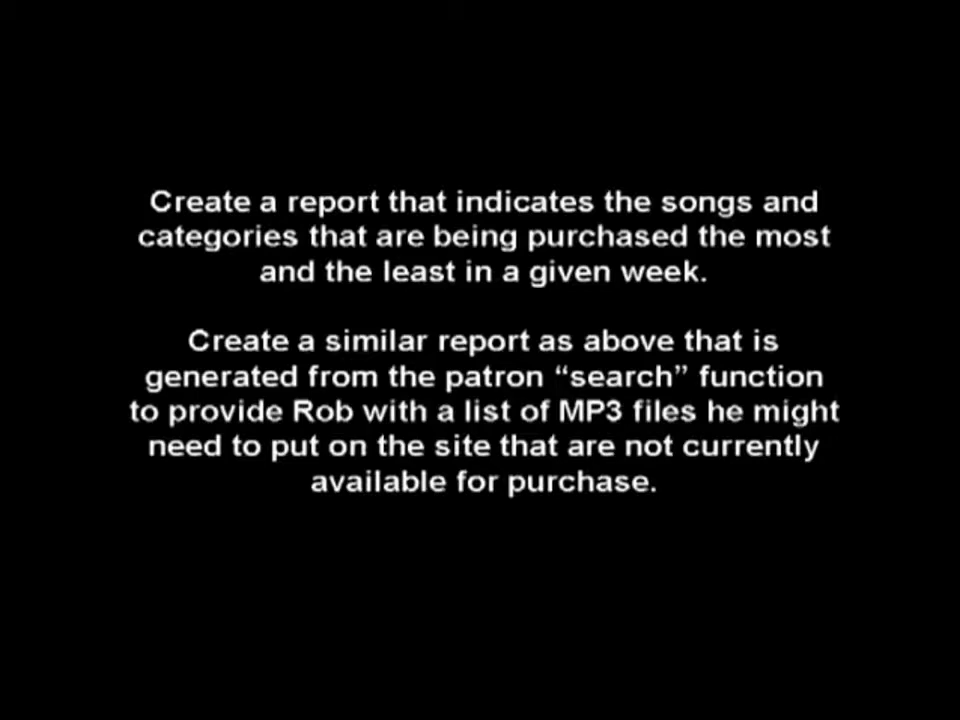 Create a report that indicates the songs and
categories that are being purchased the most
and the least in a given week.
Create a similar report as above that is
generated from the patron “search” function
to provide Rob with a list of MP3 files he might
need to put on the site that are not currently
available for purchase.